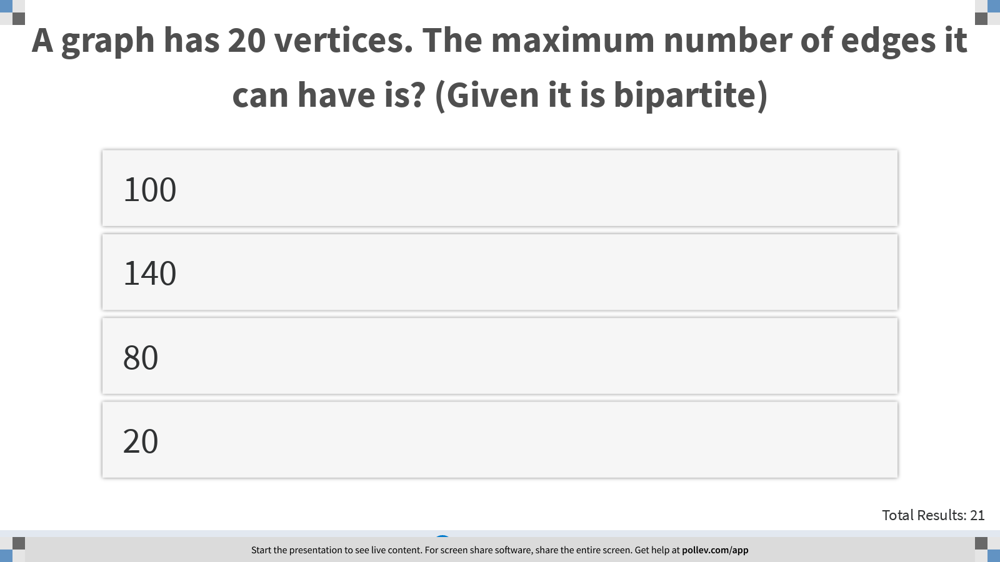 A graph has 20 vertices. The maximum number of edges it
can have is? (Given it is bipartite)
100
140
80
20
Total Results: 21
Start the presentation to see live content. For screen share software, share the entire screen. Get help at pollev.com/app